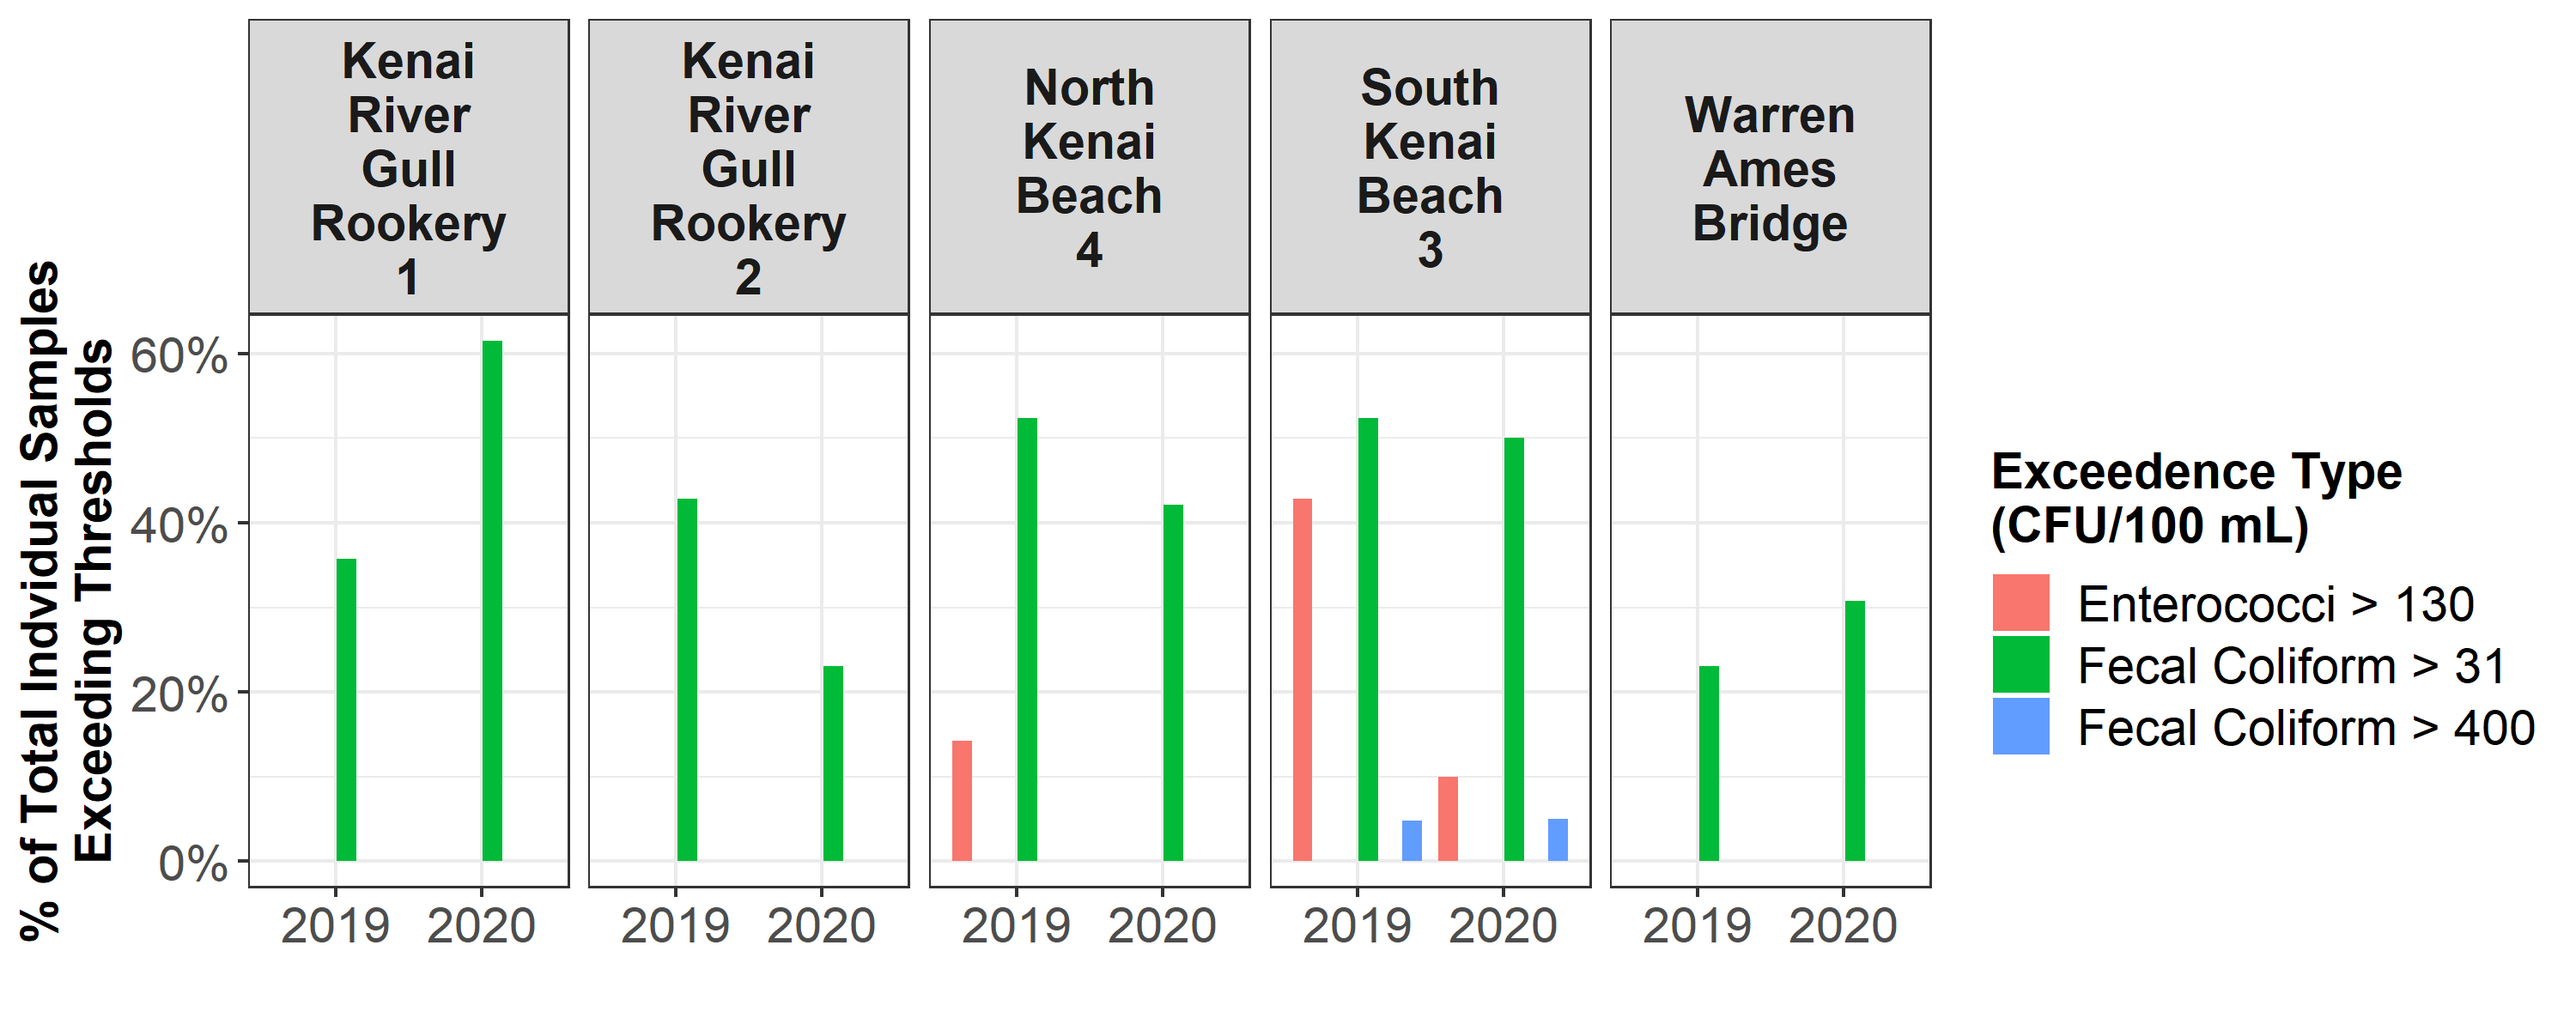 Kenai
River
Gull
Rookery
1
Kenai
River
Gull
Rookery
2
North
Kenai
Beach
4
South
Kenai
Beach
3
Warren
Ames
Bridge
% of Total Indvidual Samples
Exceeding Thresholds
60%
40%
20%
0%
2019 2020
2019 2020
2019 2020
2019 2020
2019 2020
Exceedence Type
(CFU/100 mL)
Enterococci > 130
Fecal Coliform > 31
Fecal Coliform > 400